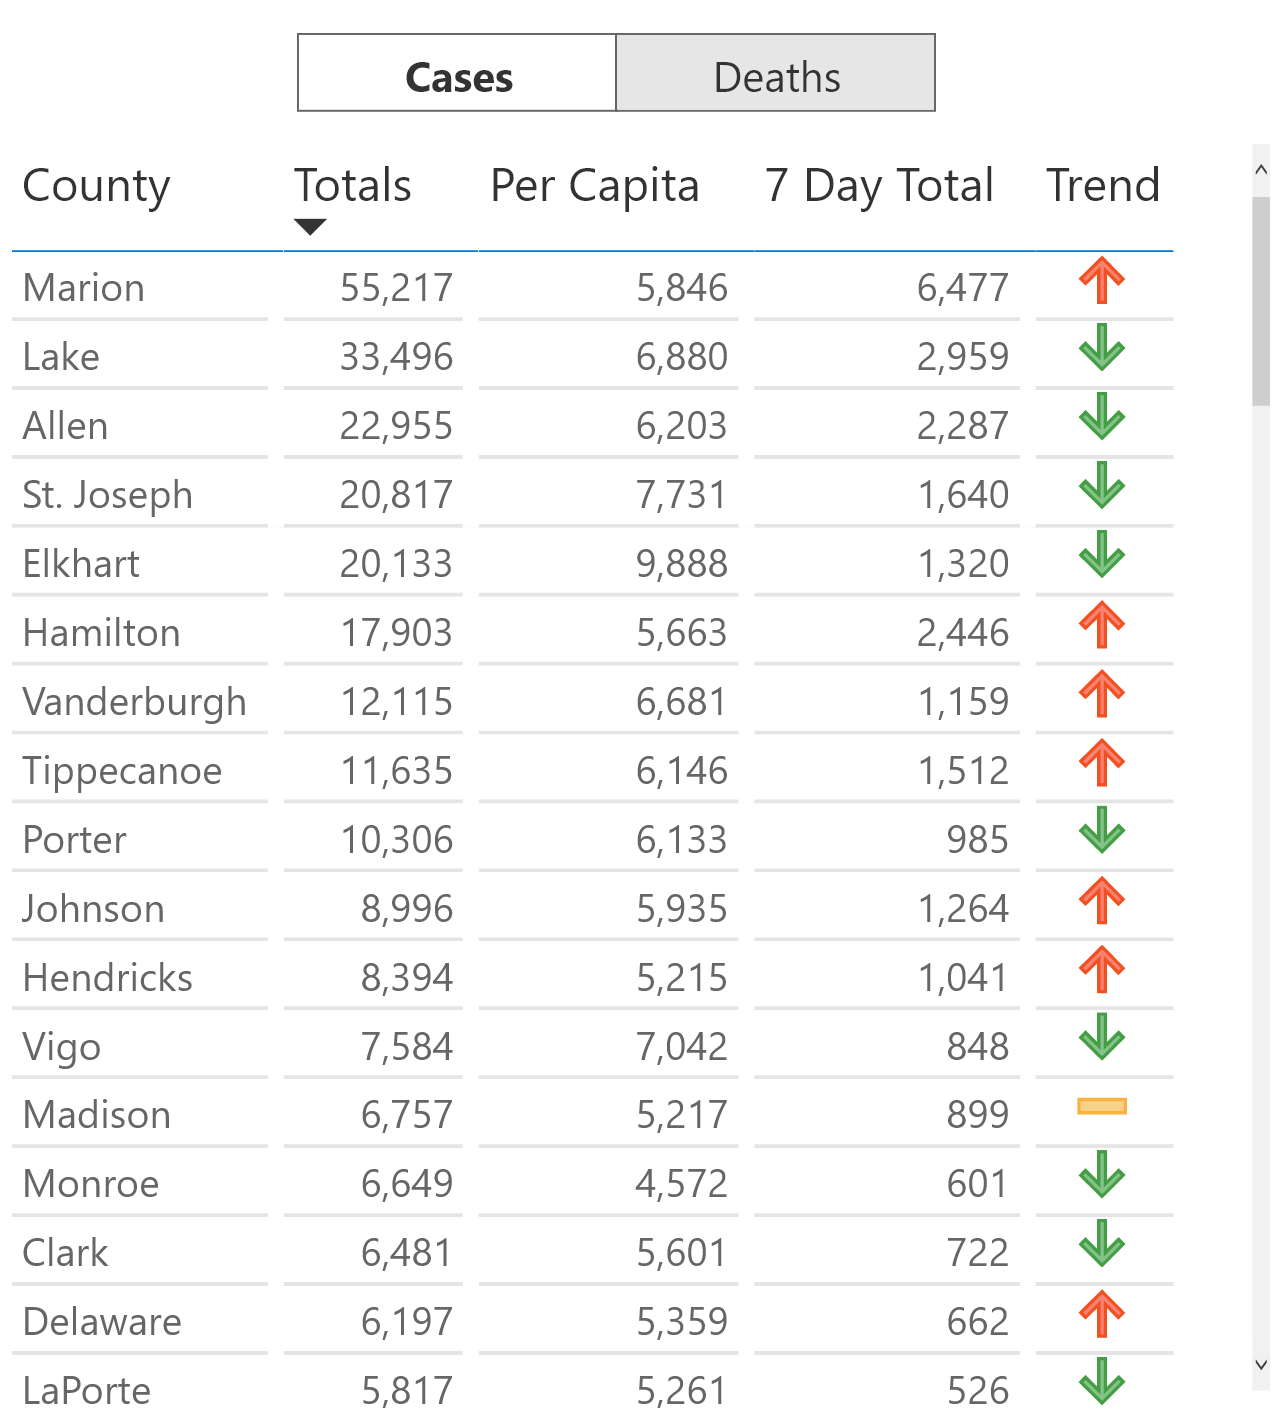 Cases Deaths
County Totals Per Capita 7 Day Total Trend
Marion 55,217 5,846 6,477
Lake 33,496 6,880 2,959
Allen 22,955 6,203 2,287
St. Joseph 20,817 7,731 1,640
Elkhart 20,133 9,888 1,320
Hamilton 17,903 5,663 2,446
Vanderburgh 12,115 6,681 1,159
Tippecanoe 11,635 6,146 1,512
Porter 10,306 6,133 985
Johnson 8,996 5,935 1,264
Hendricks 8,394 5,215 1,041
Vigo 7,584 7,042 848
Madison 6,757 5,217 899
Monroe 6,649 4,572 601
Clark 6,481 5,601 722
Delaware 6,197 5,359 662
LaPorte 5,817 5,261 526